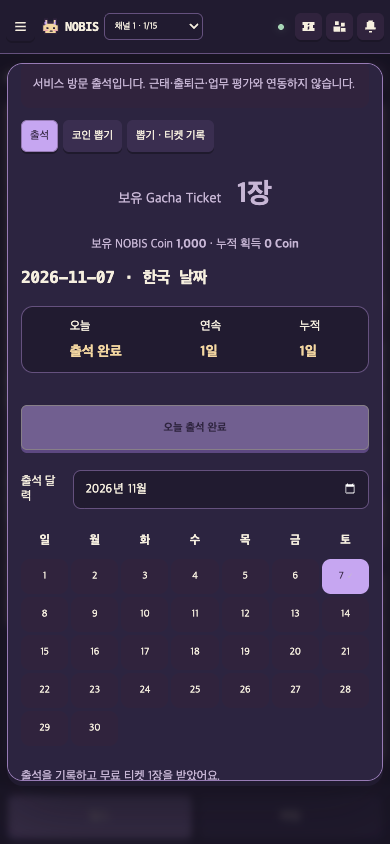 NOBIS 채널 1 · 1/15
서비스 방문 출석입니다. 근태·출퇴근·업무 평가와 연동하지 않습니다.
출석 코인 뽑기 뽑기 · 티켓 기록
보유 Gacha Ticket 1장
보유 NOBIS Coin 1,000 · 누적 획득 0 Coin
2026-11-07 · 한국 날짜
오늘 연속 누적
출석 완료 1일 1일
오늘 출석 완료
출석 달
력
2026년 11월
일 월 화 수 목 금 토
1 2 3 4 5 6 7
8 9 10 11 12 13 14
15 16 17 18 19 20 21
22 23 24 25 26 27 28
29 30
출석을 기록하고 무료 티켓 1장을 받았어요.